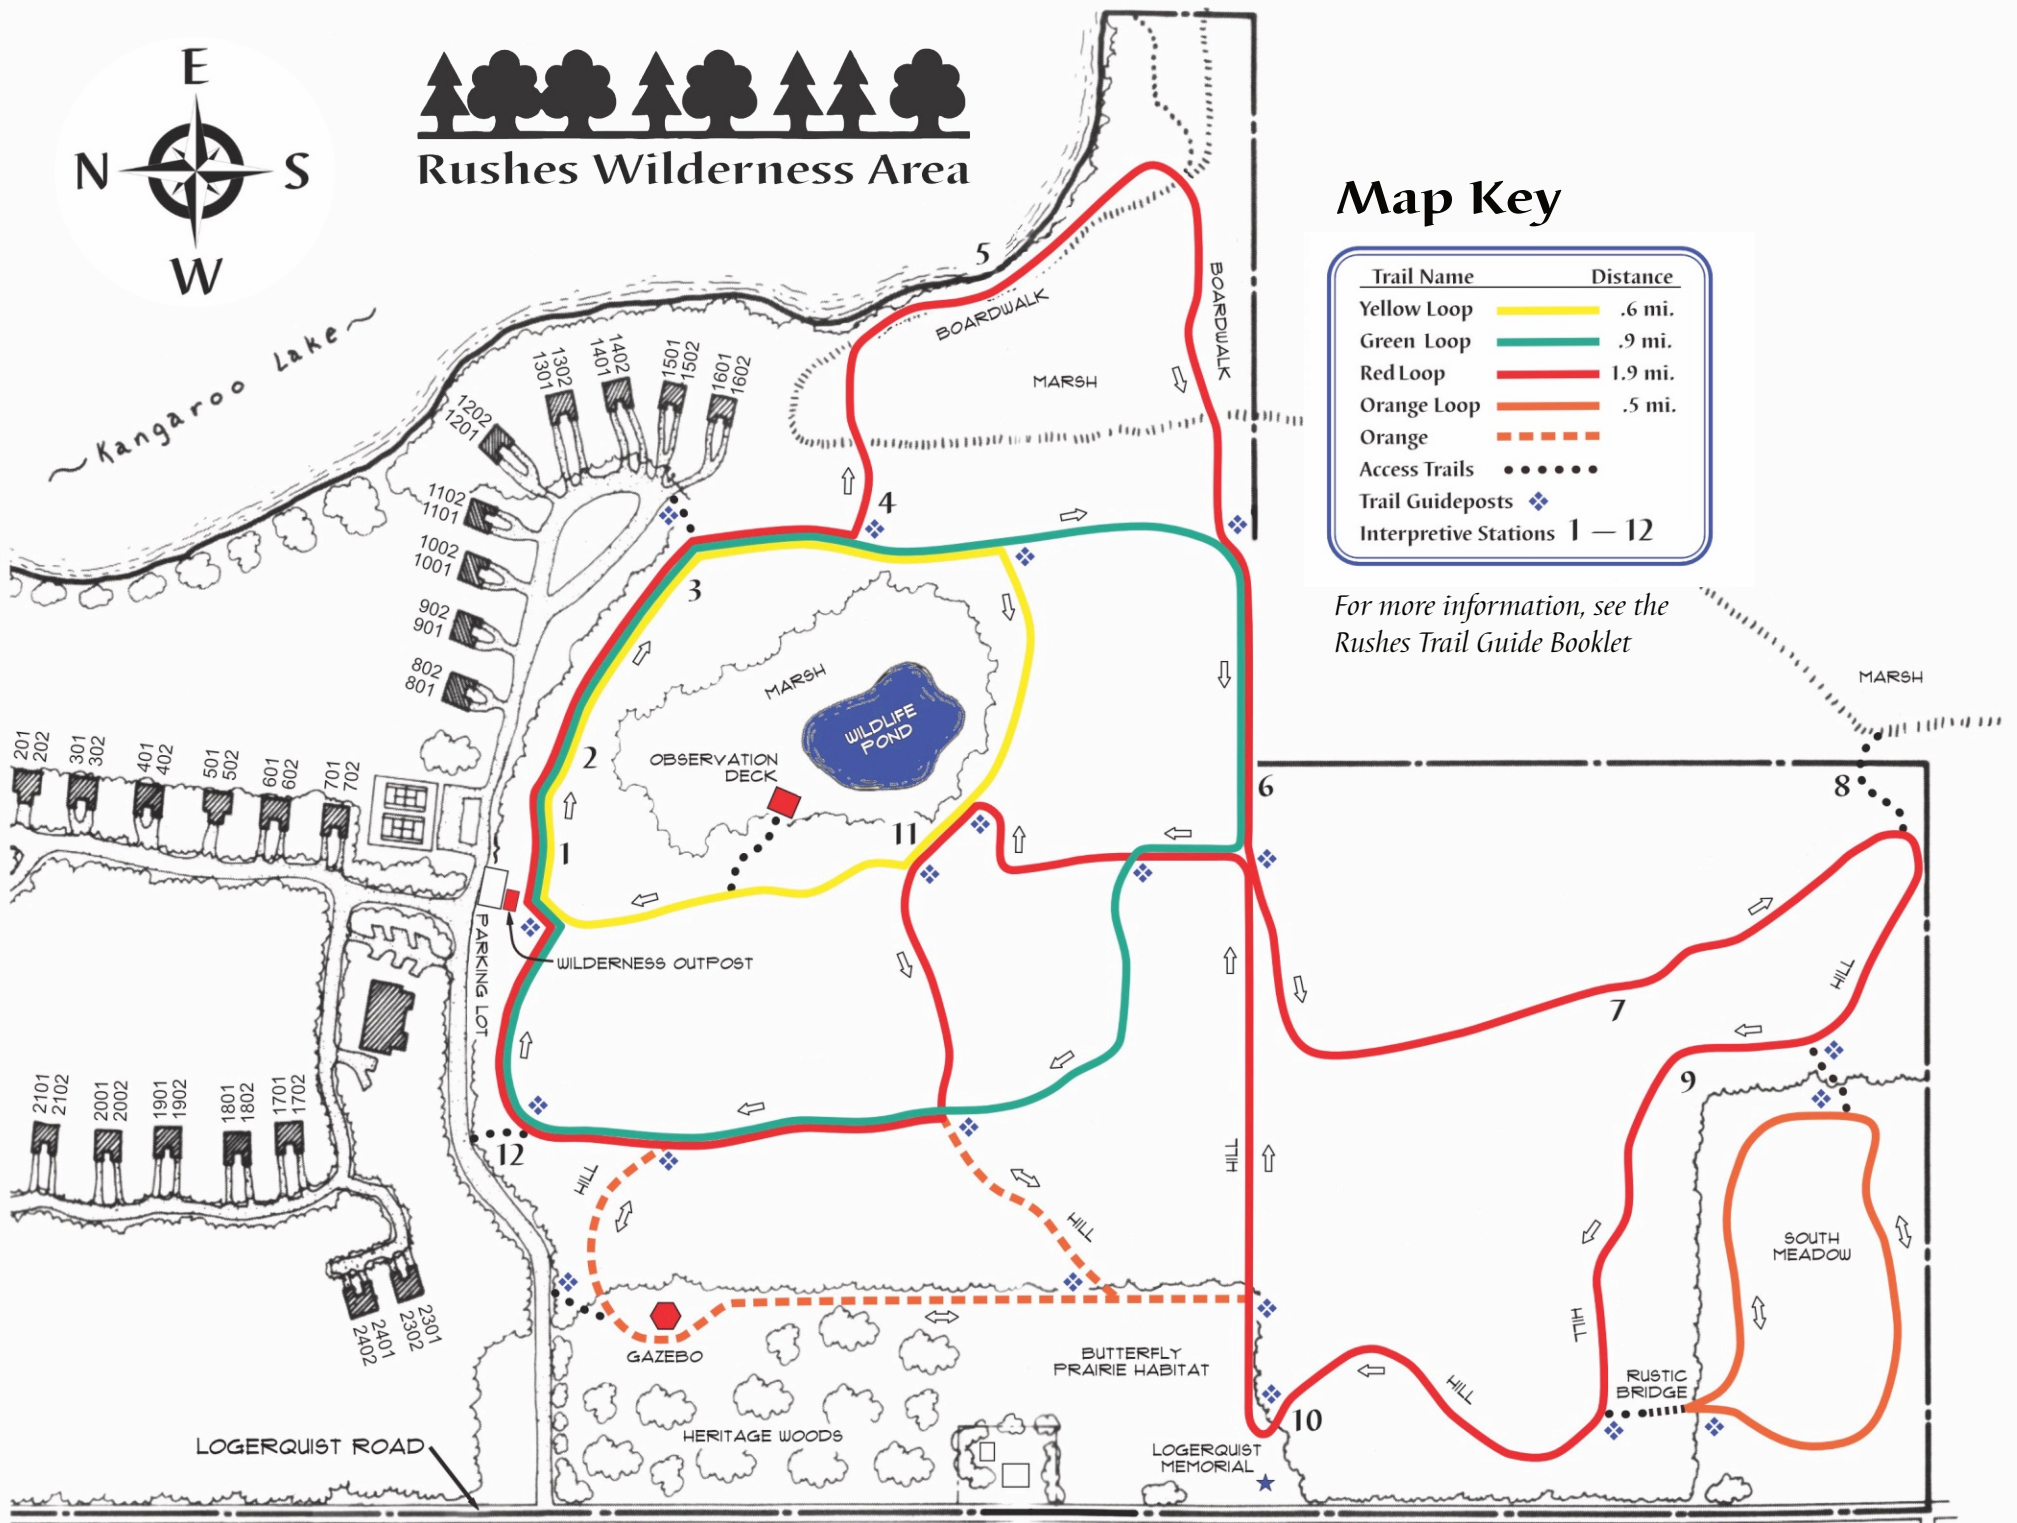 E
N
S
W
Rushes Wilderness Area
Map Key
Trail Name Distance
Yellow Loop .6 mi.
Green Loop .9 mi.
Red Loop 1.9 mi.
Orange Loop .5 mi.
Orange
Access Trails
Trail Guideposts
Interpretive Stations 1 — 12
For more information, see the
Rushes Trail Guide Booklet
Kangaroo Lake
5
BOARDWALK
BOARDWALK
MARSH
4
1301
1302
1401
1402
1501
1502
1601
1602
1202
1201
1102
1101
1002
1001
902
901
802
801
3
2
1
MARSH
WILDLIFE
POND
OBSERVATION
DECK
11
6
MARSH
8
7
HILL
9
201
202
301
302
401
402
501
502
601
602
701
702
PARKING LOT
WILDERNESS OUTPOST
2101
2102
2001
2002
1901
1902
1801
1802
1701
1702
12
HILL
HILL
HILL
HILL
HILL
SOUTH
MEADOW
RUSTIC
BRIDGE
2301
2302
2401
2402
GAZEBO
BUTTERFLY
PRAIRIE HABITAT
HERITAGE WOODS
10
LOGERQUIST
MEMORIAL
LOGERQUIST ROAD